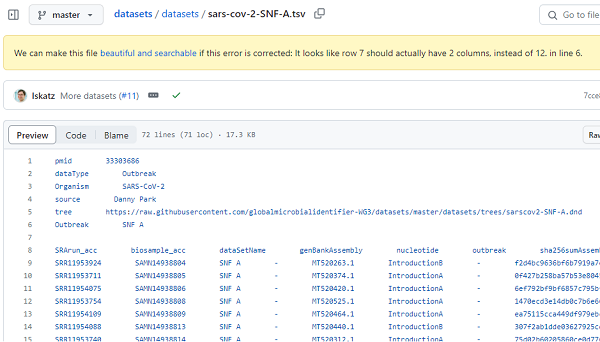 master datasets / datasets / sars-cov-2-SNF-A.tsv Go to file
We can make this file beautiful and searchable if this error is corrected: It looks like row 7 should actually have 2 columns, instead of 12. in line 6.
lskatz More datasets (#11) 7cce
Preview Code Blame 72 lines (71 loc) · 17.3 KB Raw
1 pmid 33303686
2 dataType Outbreak
3 Organism SARS-CoV-2
4 source Danny Park
5 tree https://raw.githubusercontent.com/globalmicrobialidentifier-WG3/datasets/master/datasets/trees/sarscov2-SNF-A.dnd
6 Outbreak SNF A
7
8 SRArun_acc biosample_acc dataSetName genBankAssembly nucleotide outbreak sha256sumAssemb
9 SRR11953924 SAMN14938804 SNF A - MT520263.1 IntroductionB - f2d4bc9636bf6b7919a7
10 SRR11953711 SAMN14938805 SNF A - MT520374.1 IntroductionA - 0f427b258ba57b53e804
11 SRR11954075 SAMN14938806 SNF A - MT520420.1 IntroductionA - 6ef792bf9bf6857c795b
12 SRR11953754 SAMN14938808 SNF A - MT520525.1 IntroductionA - 1470ecd3e14db0c7b6e6
13 SRR11954109 SAMN14938809 SNF A - MT520464.1 IntroductionA - ea75115cca449df979eb
14 SRR11954088 SAMN14938813 SNF A - MT520440.1 IntroductionB - 307f2ab1dde03627925c
15 SRR11953740 SAMN14938814 SNF A - MT520312.1 IntroductionA - 75d02b60205860ce0d77